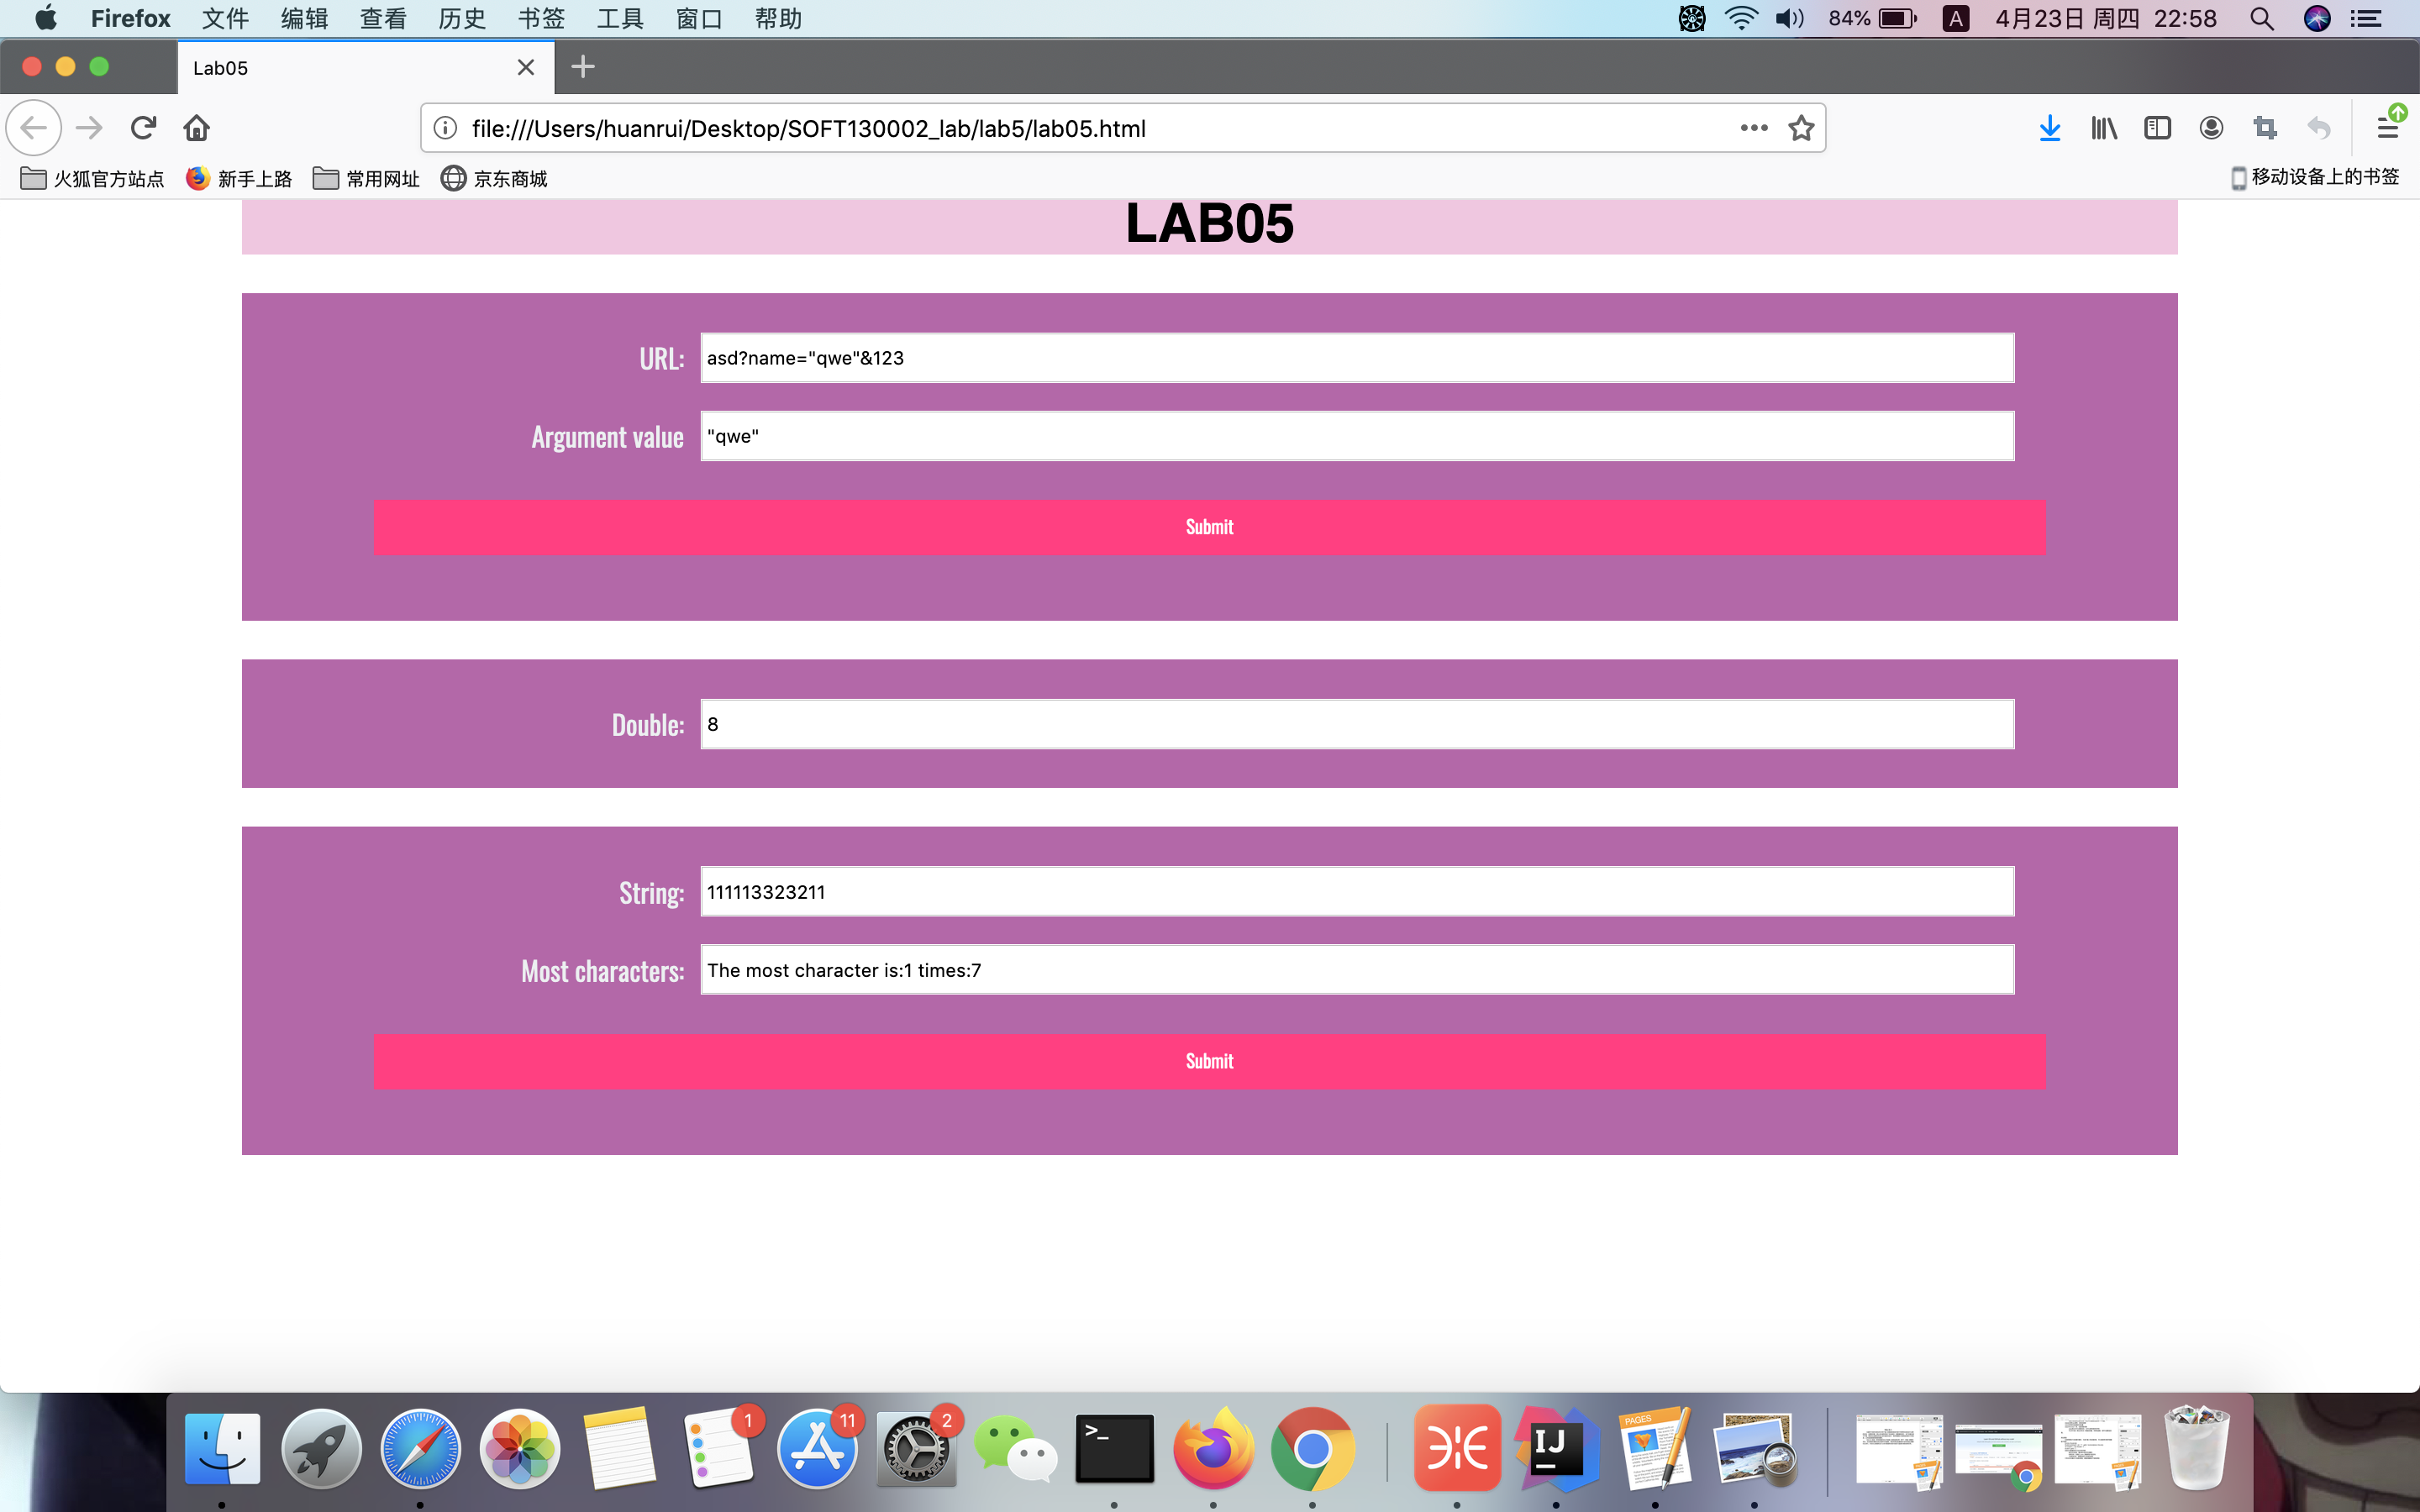 Firefox 文件 编辑 查看 历史 书签 工具 窗口 帮助 84% A 4月23日 周四 22:58
Lab05
file:///Users/huanrui/Desktop/SOFT130002_lab/lab5/lab05.html
火狐官方站点 新手上路 常用网址 京东商城 移动设备上的书签
LAB05
URL: asd?name="qwe"&123
Argument value "qwe"
Submit
Double: 8
String: 111113323211
Most characters: The most character is:1 times:7
Submit
1 11 2
>_ IJ PAGES